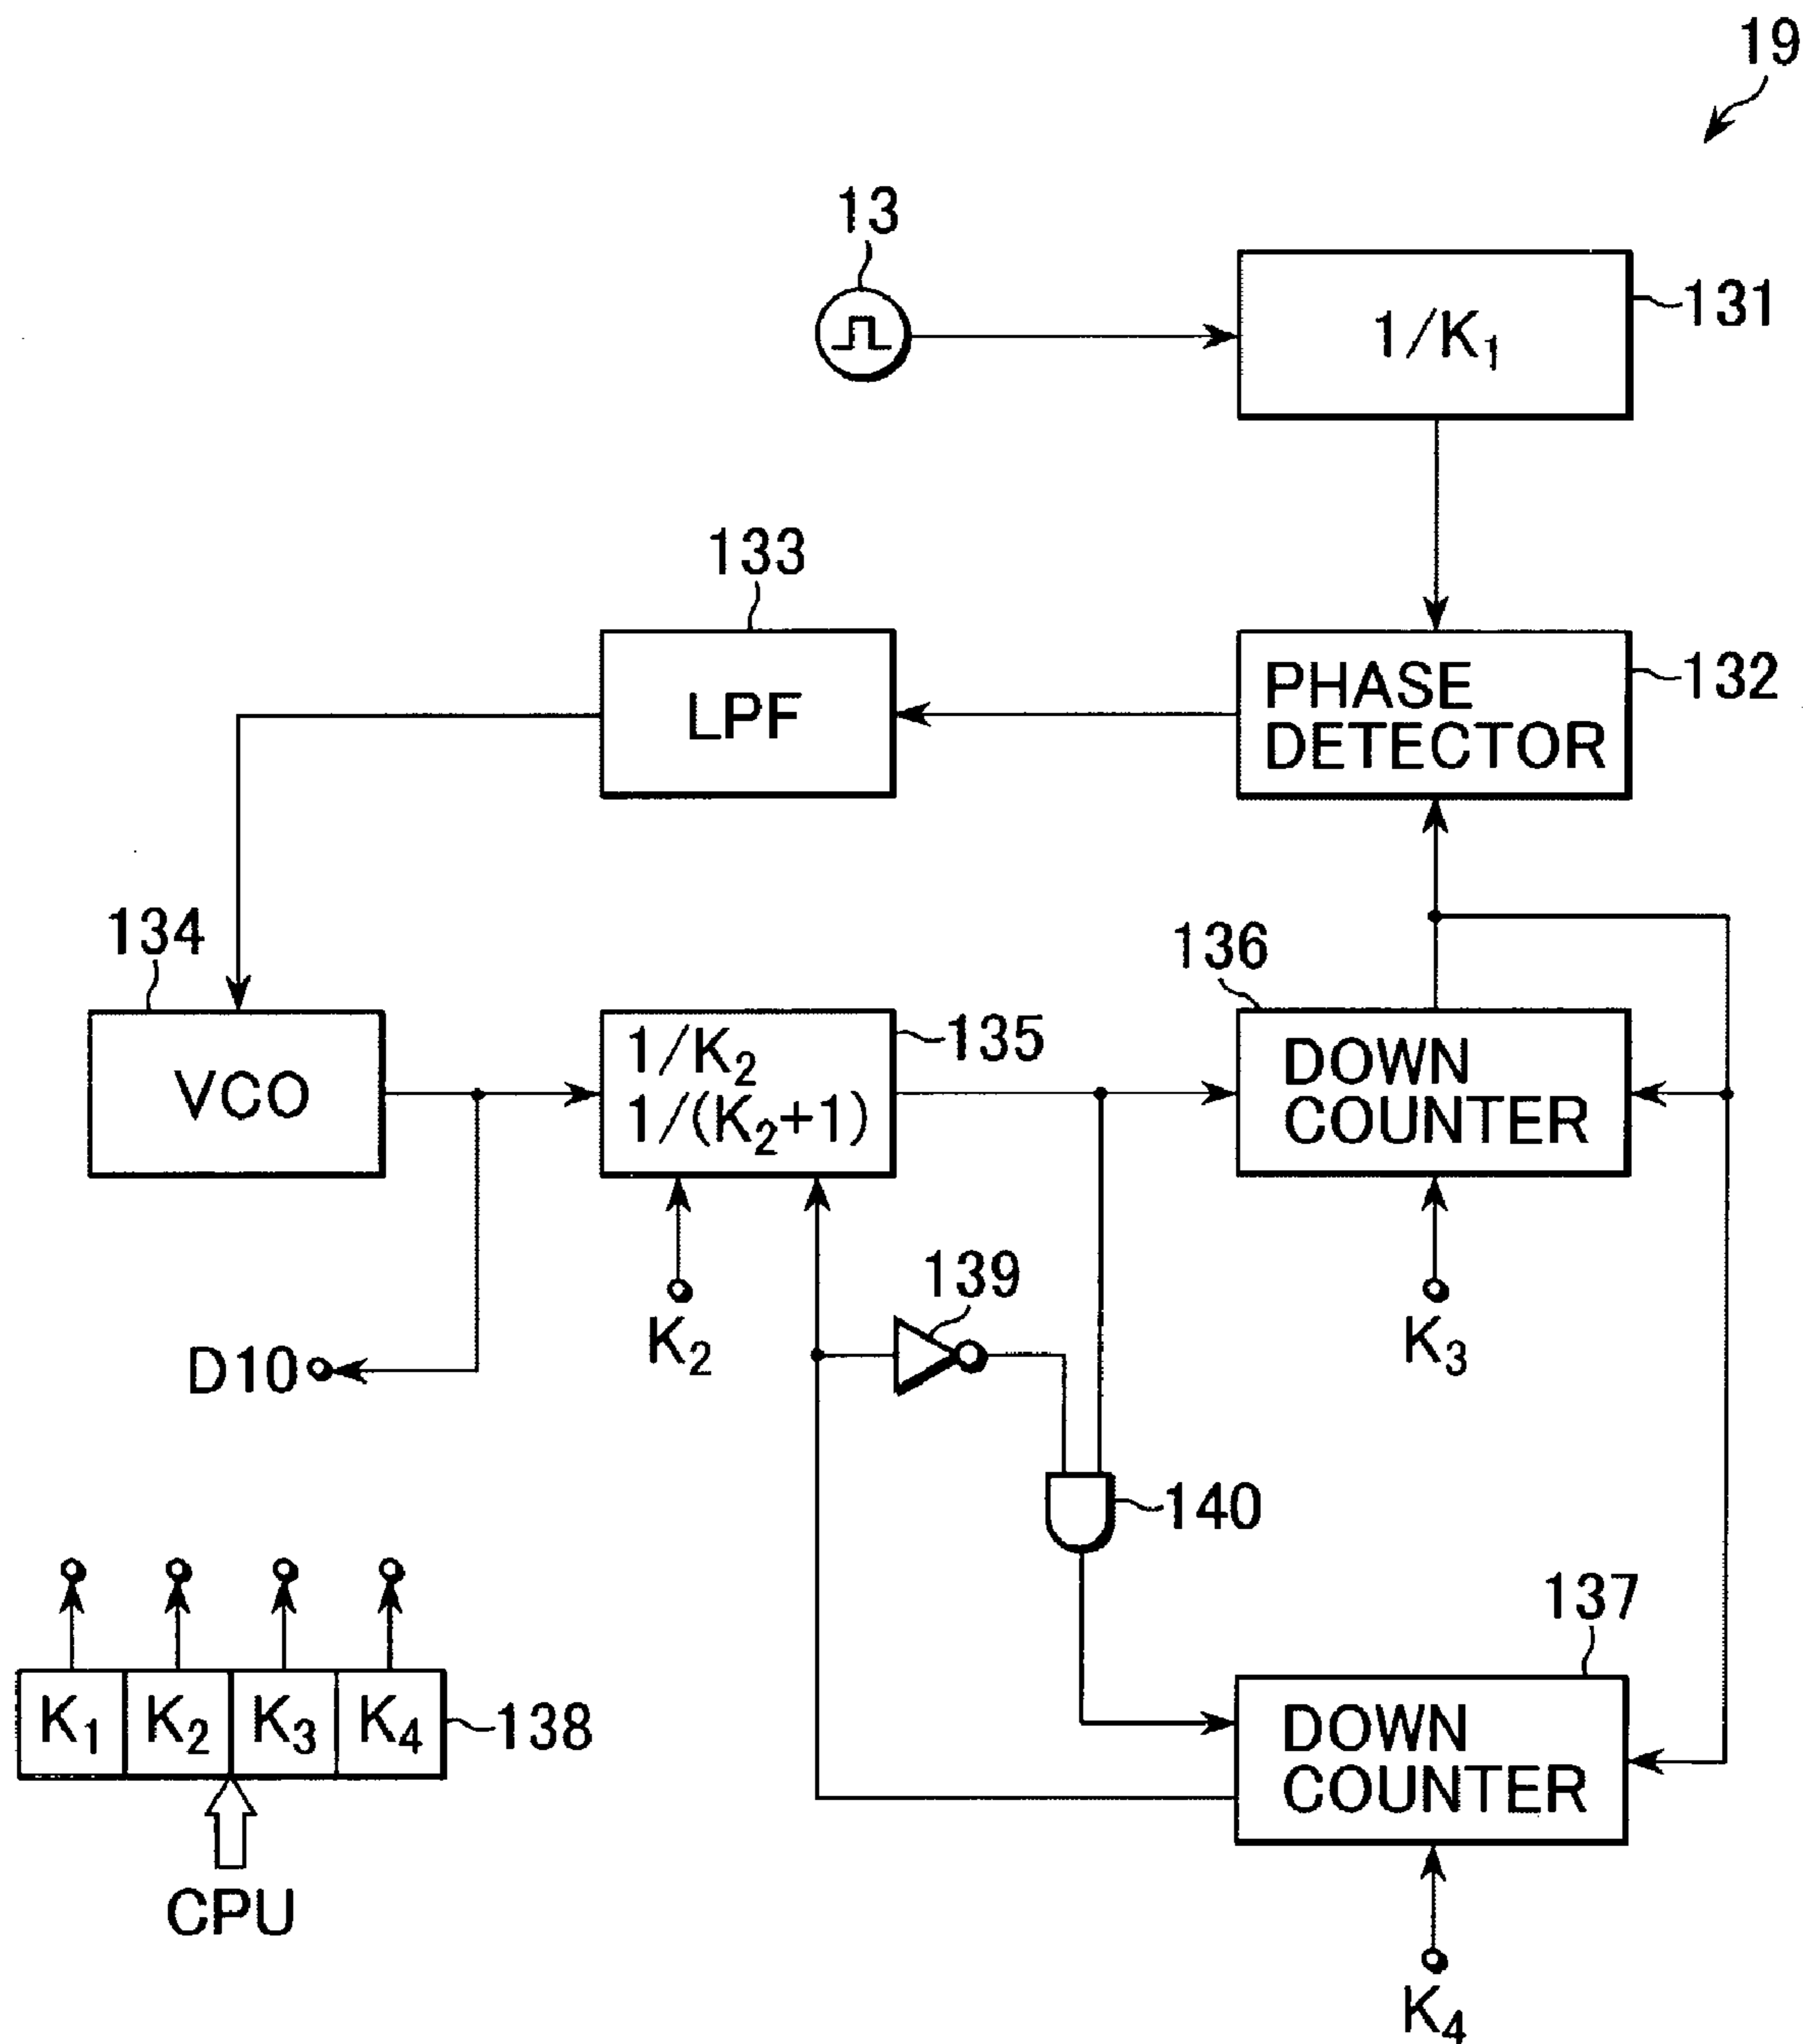 19
13
1/K₁
131
133
LPF
PHASE
DETECTOR
132
134
VCO
1/K₂
1/(K₂+1)
135
136
DOWN
COUNTER
K₂
139
K₃
D10
140
137
K₁ K₂ K₃ K₄
138
DOWN
COUNTER
CPU
K₄